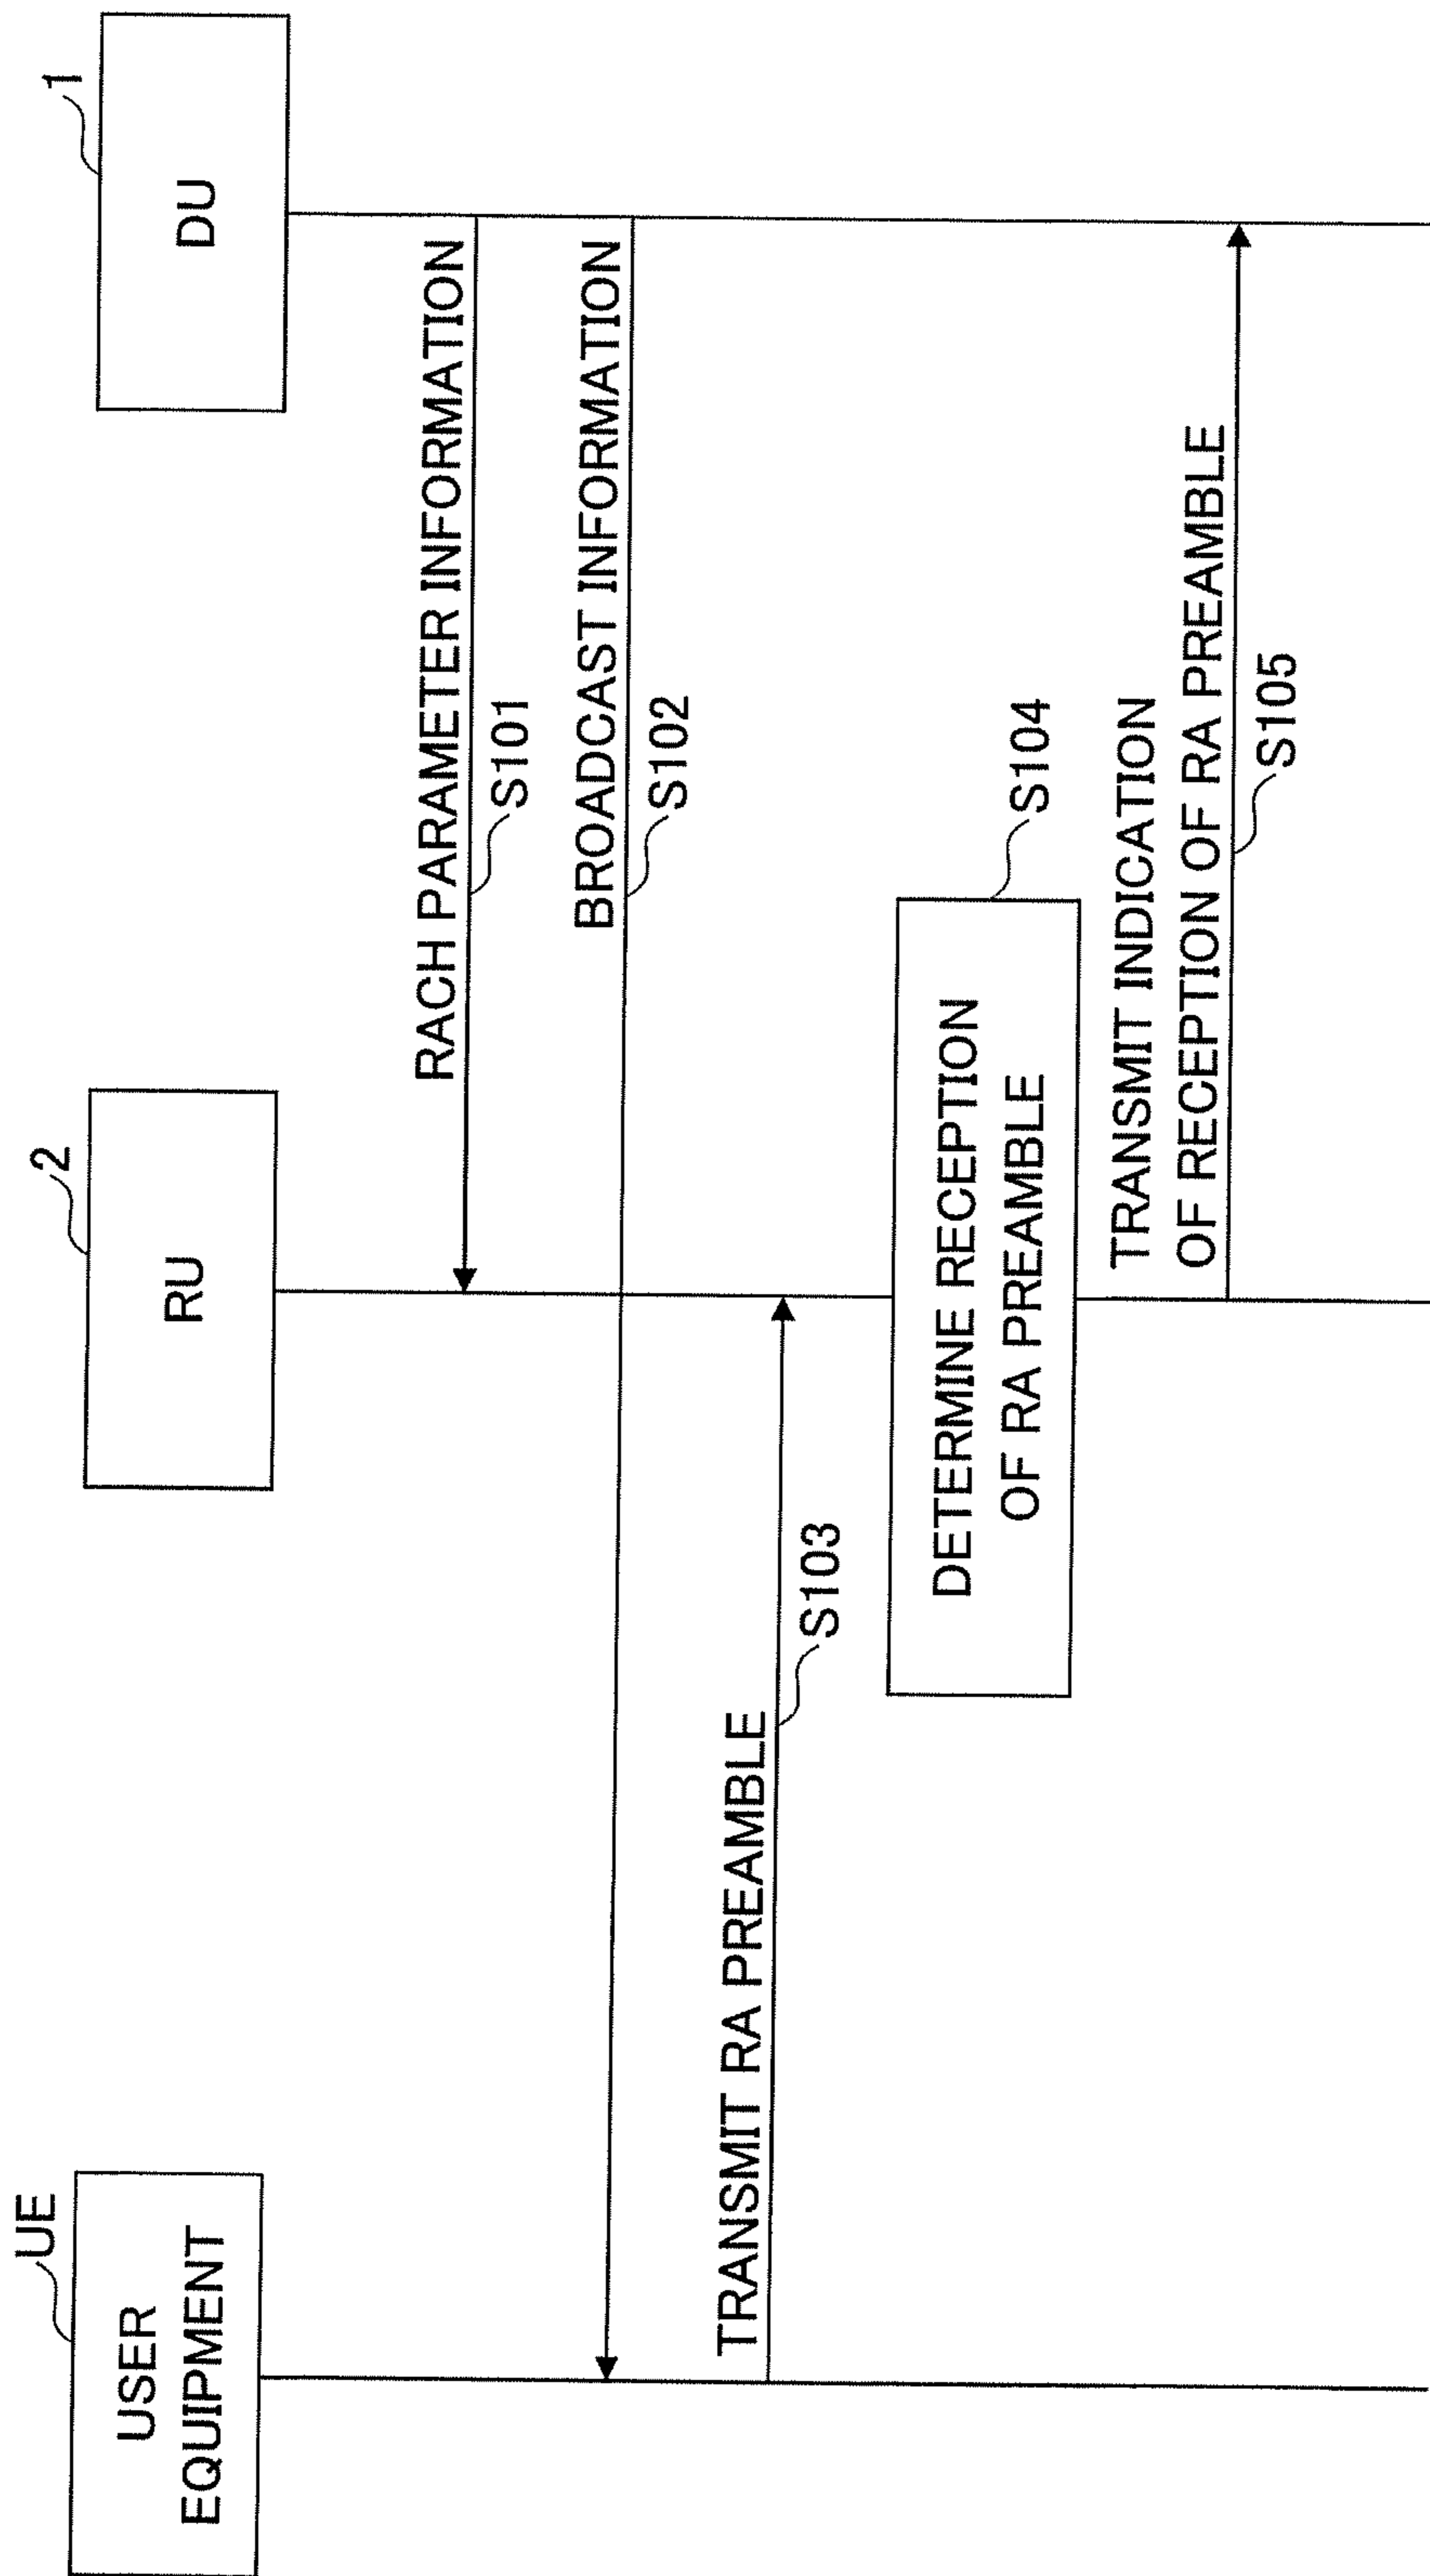 UE
USER
EQUIPMENT
2
RU
1
DU
RACH PARAMETER INFORMATION
S101
BROADCAST INFORMATION
S102
TRANSMIT RA PREAMBLE
S103
DETERMINE RECEPTION
OF RA PREAMBLE
S104
TRANSMIT INDICATION
OF RECEPTION OF RA PREAMBLE
S105